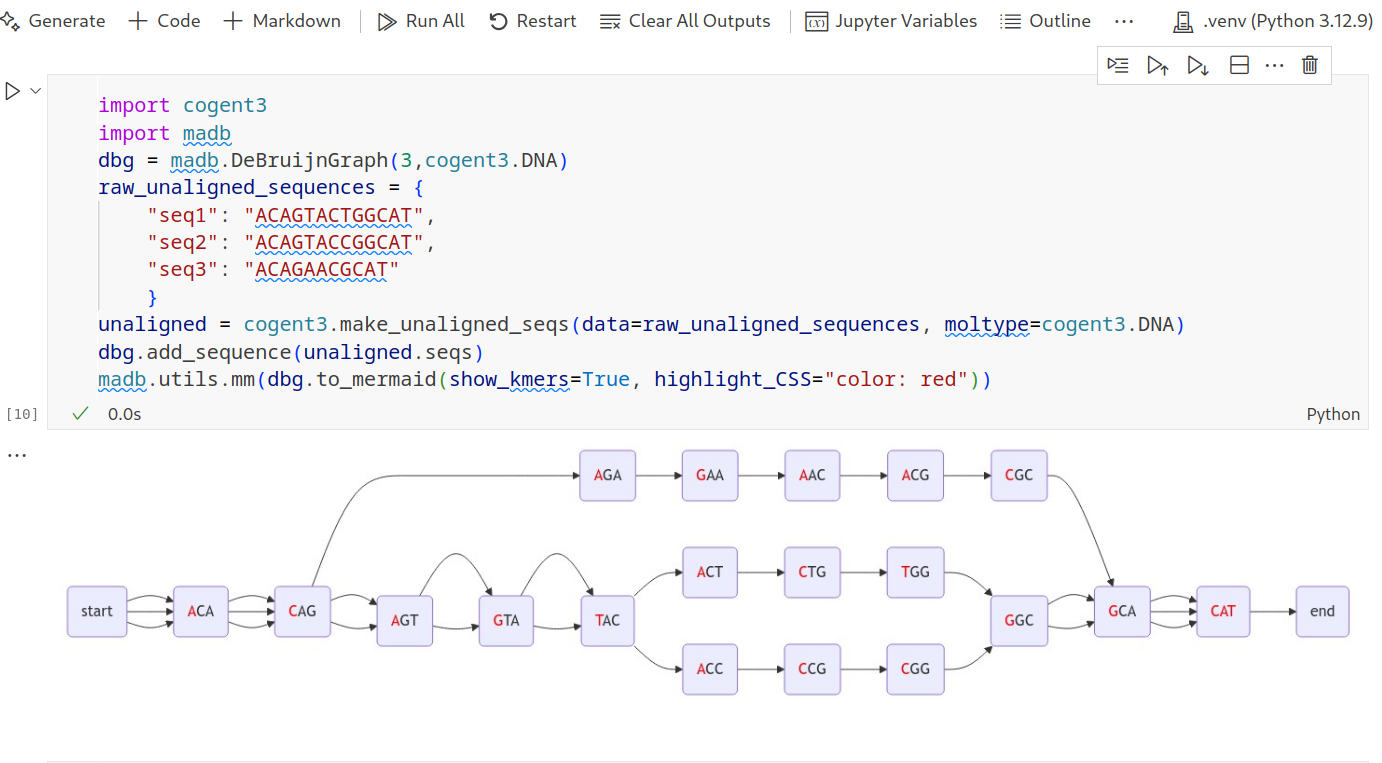 Generate + Code + Markdown Run All Restart Clear All Outputs (x) Jupyter Variables Outline ... .venv (Python 3.12.9)
...
import cogent3
import madb
dbg = madb.DeBruijnGraph(3,cogent3.DNA)
raw_unaligned_sequences = {
"seq1": "ACAGTACTGGCAT",
"seq2": "ACAGTACCGGCAT",
"seq3": "ACAGAACGCAT"
}
unaligned = cogent3.make_unaligned_seqs(data=raw_unaligned_sequences, moltype=cogent3.DNA)
dbg.add_sequence(unaligned.seqs)
madb.utils.mm(dbg.to_mermaid(show_kmers=True, highlight_CSS="color: red"))
[10] 0.0s Python
...
AGA GAA AAC ACG CGC
ACT CTG TGG
start ACA CAG AGT GTA TAC GGC GCA CAT end
ACC CCG CGG